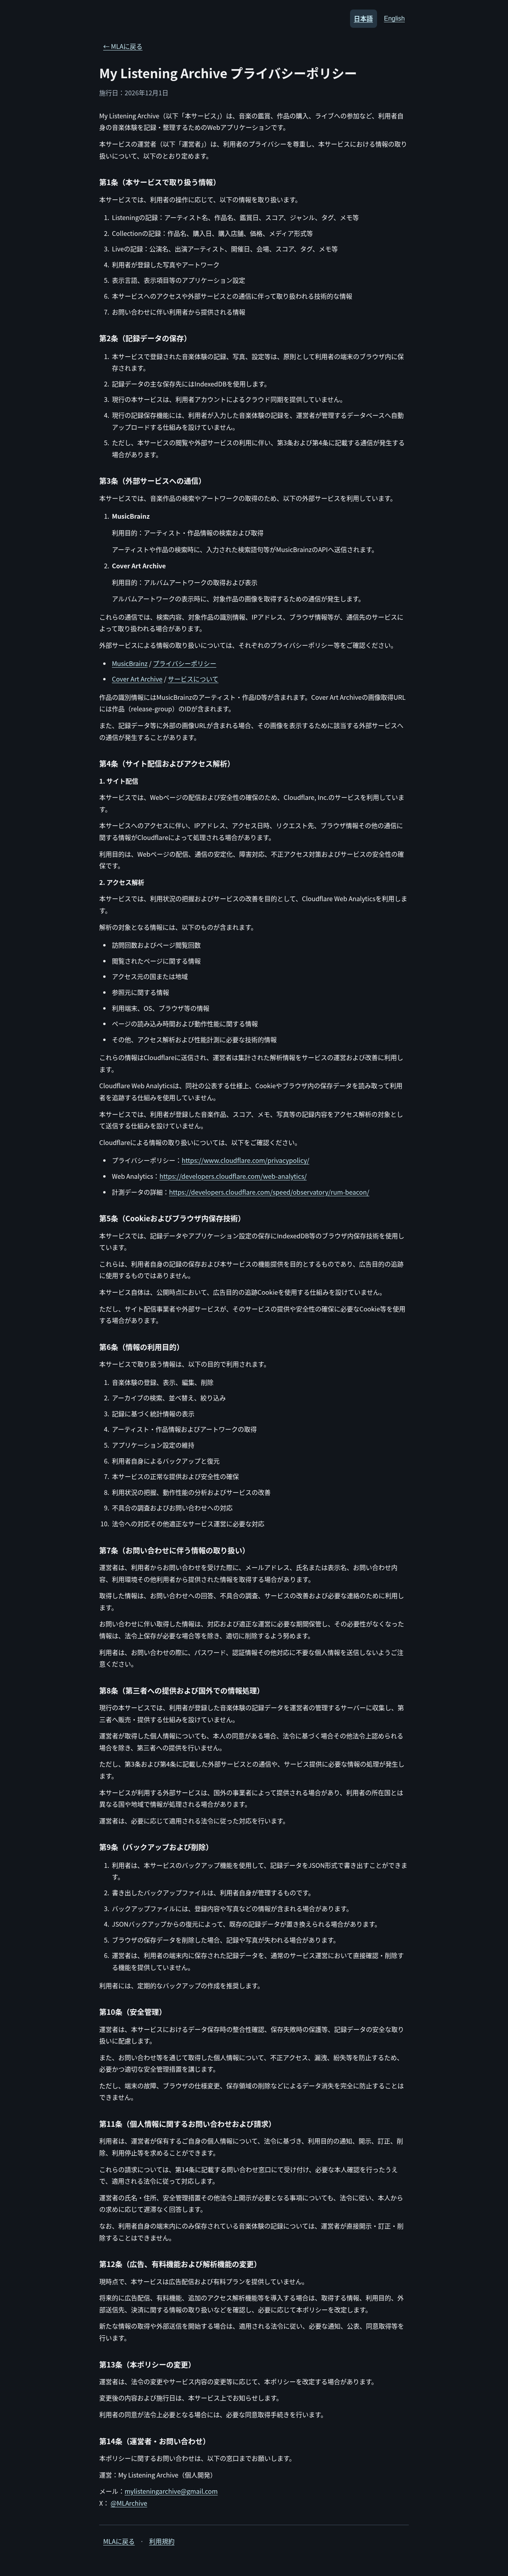 日本語 English
← MLAに戻る
My Listening Archive プライバシーポリシー
施行日：2026年12月1日
My Listening Archive（以下「本サービス」）は、音楽の鑑賞、作品の購入、ライブへの参加など、利用者自
身の音楽体験を記録・整理するためのWebアプリケーションです。
本サービスの運営者（以下「運営者」）は、利用者のプライバシーを尊重し、本サービスにおける情報の取り
扱いについて、以下のとおり定めます。
第1条（本サービスで取り扱う情報）
本サービスでは、利用者の操作に応じて、以下の情報を取り扱います。
1. Listeningの記録：アーティスト名、作品名、鑑賞日、スコア、ジャンル、タグ、メモ等
2. Collectionの記録：作品名、購入日、購入店舗、価格、メディア形式等
3. Liveの記録：公演名、出演アーティスト、開催日、会場、スコア、タグ、メモ等
4. 利用者が登録した写真やアートワーク
5. 表示言語、表示項目等のアプリケーション設定
6. 本サービスへのアクセスや外部サービスとの通信に伴って取り扱われる技術的な情報
7. お問い合わせに伴い利用者から提供される情報
第2条（記録データの保存）
1. 本サービスで登録された音楽体験の記録、写真、設定等は、原則として利用者の端末のブラウザ内に保
存されます。
2. 記録データの主な保存先にはIndexedDBを使用します。
3. 現行の本サービスは、利用者アカウントによるクラウド同期を提供していません。
4. 現行の記録保存機能には、利用者が入力した音楽体験の記録を、運営者が管理するデータベースへ自動
アップロードする仕組みを設けていません。
5. ただし、本サービスの閲覧や外部サービスの利用に伴い、第3条および第4条に記載する通信が発生する
場合があります。
第3条（外部サービスへの通信）
本サービスでは、音楽作品の検索やアートワークの取得のため、以下の外部サービスを利用しています。
1. MusicBrainz
利用目的：アーティスト・作品情報の検索および取得
アーティストや作品の検索時に、入力された検索語句等がMusicBrainzのAPIへ送信されます。
2. Cover Art Archive
利用目的：アルバムアートワークの取得および表示
アルバムアートワークの表示時に、対象作品の画像を取得するための通信が発生します。
これらの通信では、検索内容、対象作品の識別情報、IPアドレス、ブラウザ情報等が、通信先のサービスに
よって取り扱われる場合があります。
外部サービスによる情報の取り扱いについては、それぞれのプライバシーポリシー等をご確認ください。
• MusicBrainz / プライバシーポリシー
• Cover Art Archive / サービスについて
作品の識別情報にはMusicBrainzのアーティスト・作品ID等が含まれます。Cover Art Archiveの画像取得URL
には作品（release-group）のIDが含まれます。
また、記録データ等に外部の画像URLが含まれる場合、その画像を表示するために該当する外部サービスへ
の通信が発生することがあります。
第4条（サイト配信およびアクセス解析）
1. サイト配信
本サービスでは、Webページの配信および安全性の確保のため、Cloudflare, Inc.のサービスを利用していま
す。
本サービスへのアクセスに伴い、IPアドレス、アクセス日時、リクエスト先、ブラウザ情報その他の通信に
関する情報がCloudflareによって処理される場合があります。
利用目的は、Webページの配信、通信の安定化、障害対応、不正アクセス対策およびサービスの安全性の確
保です。
2. アクセス解析
本サービスでは、利用状況の把握およびサービスの改善を目的として、Cloudflare Web Analyticsを利用しま
す。
解析の対象となる情報には、以下のものが含まれます。
• 訪問回数およびページ閲覧回数
• 閲覧されたページに関する情報
• アクセス元の国または地域
• 参照元に関する情報
• 利用端末、OS、ブラウザ等の情報
• ページの読み込み時間および動作性能に関する情報
• その他、アクセス解析および性能計測に必要な技術的情報
これらの情報はCloudflareに送信され、運営者は集計された解析情報をサービスの運営および改善に利用しま
す。
Cloudflare Web Analyticsは、同社の公表する仕様上、Cookieやブラウザ内の保存データを読み取って利用
者を追跡する仕組みを使用していません。
本サービスでは、利用者が登録した音楽作品、スコア、メモ、写真等の記録内容をアクセス解析の対象とし
て送信する仕組みを設けていません。
Cloudflareによる情報の取り扱いについては、以下をご確認ください。
• プライバシーポリシー：https://www.cloudflare.com/privacypolicy/
• Web Analytics：https://developers.cloudflare.com/web-analytics/
• 計測データの詳細：https://developers.cloudflare.com/speed/observatory/rum-beacon/
第5条（Cookieおよびブラウザ内保存技術）
本サービスでは、記録データやアプリケーション設定の保存にIndexedDB等のブラウザ内保存技術を使用し
ています。
これらは、利用者自身の記録の保存および本サービスの機能提供を目的とするものであり、広告目的の追跡
に使用するものではありません。
本サービス自体は、公開時点において、広告目的の追跡Cookieを使用する仕組みを設けていません。
ただし、サイト配信事業者や外部サービスが、そのサービスの提供や安全性の確保に必要なCookie等を使用
する場合があります。
第6条（情報の利用目的）
本サービスで取り扱う情報は、以下の目的で利用されます。
1. 音楽体験の登録、表示、編集、削除
2. アーカイブの検索、並べ替え、絞り込み
3. 記録に基づく統計情報の表示
4. アーティスト・作品情報およびアートワークの取得
5. アプリケーション設定の維持
6. 利用者自身によるバックアップと復元
7. 本サービスの正常な提供および安全性の確保
8. 利用状況の把握、動作性能の分析およびサービスの改善
9. 不具合の調査およびお問い合わせへの対応
10. 法令への対応その他適正なサービス運営に必要な対応
第7条（お問い合わせに伴う情報の取り扱い）
運営者は、利用者からお問い合わせを受けた際に、メールアドレス、氏名または表示名、お問い合わせ内
容、利用環境その他利用者から提供された情報を取得する場合があります。
取得した情報は、お問い合わせへの回答、不具合の調査、サービスの改善および必要な連絡のために利用し
ます。
お問い合わせに伴い取得した情報は、対応および適正な運営に必要な期間保管し、その必要性がなくなった
情報は、法令上保存が必要な場合等を除き、適切に削除するよう努めます。
利用者は、お問い合わせの際に、パスワード、認証情報その他対応に不要な個人情報を送信しないようご注
意ください。
第8条（第三者への提供および国外での情報処理）
現行の本サービスでは、利用者が登録した音楽体験の記録データを運営者の管理するサーバーに収集し、第
三者へ販売・提供する仕組みを設けていません。
運営者が取得した個人情報についても、本人の同意がある場合、法令に基づく場合その他法令上認められる
場合を除き、第三者への提供を行いません。
ただし、第3条および第4条に記載した外部サービスとの通信や、サービス提供に必要な情報の処理が発生し
ます。
本サービスが利用する外部サービスは、国外の事業者によって提供される場合があり、利用者の所在国とは
異なる国や地域で情報が処理される場合があります。
運営者は、必要に応じて適用される法令に従った対応を行います。
第9条（バックアップおよび削除）
1. 利用者は、本サービスのバックアップ機能を使用して、記録データをJSON形式で書き出すことができま
す。
2. 書き出したバックアップファイルは、利用者自身が管理するものです。
3. バックアップファイルには、登録内容や写真などの情報が含まれる場合があります。
4. JSONバックアップからの復元によって、既存の記録データが置き換えられる場合があります。
5. ブラウザの保存データを削除した場合、記録や写真が失われる場合があります。
6. 運営者は、利用者の端末内に保存された記録データを、通常のサービス運営において直接確認・削除す
る機能を提供していません。
利用者には、定期的なバックアップの作成を推奨します。
第10条（安全管理）
運営者は、本サービスにおけるデータ保存時の整合性確認、保存失敗時の保護等、記録データの安全な取り
扱いに配慮します。
また、お問い合わせ等を通じて取得した個人情報について、不正アクセス、漏洩、紛失等を防止するため、
必要かつ適切な安全管理措置を講じます。
ただし、端末の故障、ブラウザの仕様変更、保存領域の削除などによるデータ消失を完全に防止することは
できません。
第11条（個人情報に関するお問い合わせおよび請求）
利用者は、運営者が保有するご自身の個人情報について、法令に基づき、利用目的の通知、開示、訂正、削
除、利用停止等を求めることができます。
これらの請求については、第14条に記載する問い合わせ窓口にて受け付け、必要な本人確認を行ったうえ
で、適用される法令に従って対応します。
運営者の氏名・住所、安全管理措置その他法令上開示が必要となる事項についても、法令に従い、本人から
の求めに応じて遅滞なく回答します。
なお、利用者自身の端末内にのみ保存されている音楽体験の記録については、運営者が直接開示・訂正・削
除することはできません。
第12条（広告、有料機能および解析機能の変更）
現時点で、本サービスは広告配信および有料プランを提供していません。
将来的に広告配信、有料機能、追加のアクセス解析機能等を導入する場合は、取得する情報、利用目的、外
部送信先、決済に関する情報の取り扱いなどを確認し、必要に応じて本ポリシーを改定します。
新たな情報の取得や外部送信を開始する場合は、適用される法令に従い、必要な通知、公表、同意取得等を
行います。
第13条（本ポリシーの変更）
運営者は、法令の変更やサービス内容の変更等に応じて、本ポリシーを改定する場合があります。
変更後の内容および施行日は、本サービス上でお知らせします。
利用者の同意が法令上必要となる場合には、必要な同意取得手続きを行います。
第14条（運営者・お問い合わせ）
本ポリシーに関するお問い合わせは、以下の窓口までお願いします。
運営：My Listening Archive（個人開発）
メール：mylisteningarchive@gmail.com
X：@MLArchive
MLAに戻る ・ 利用規約